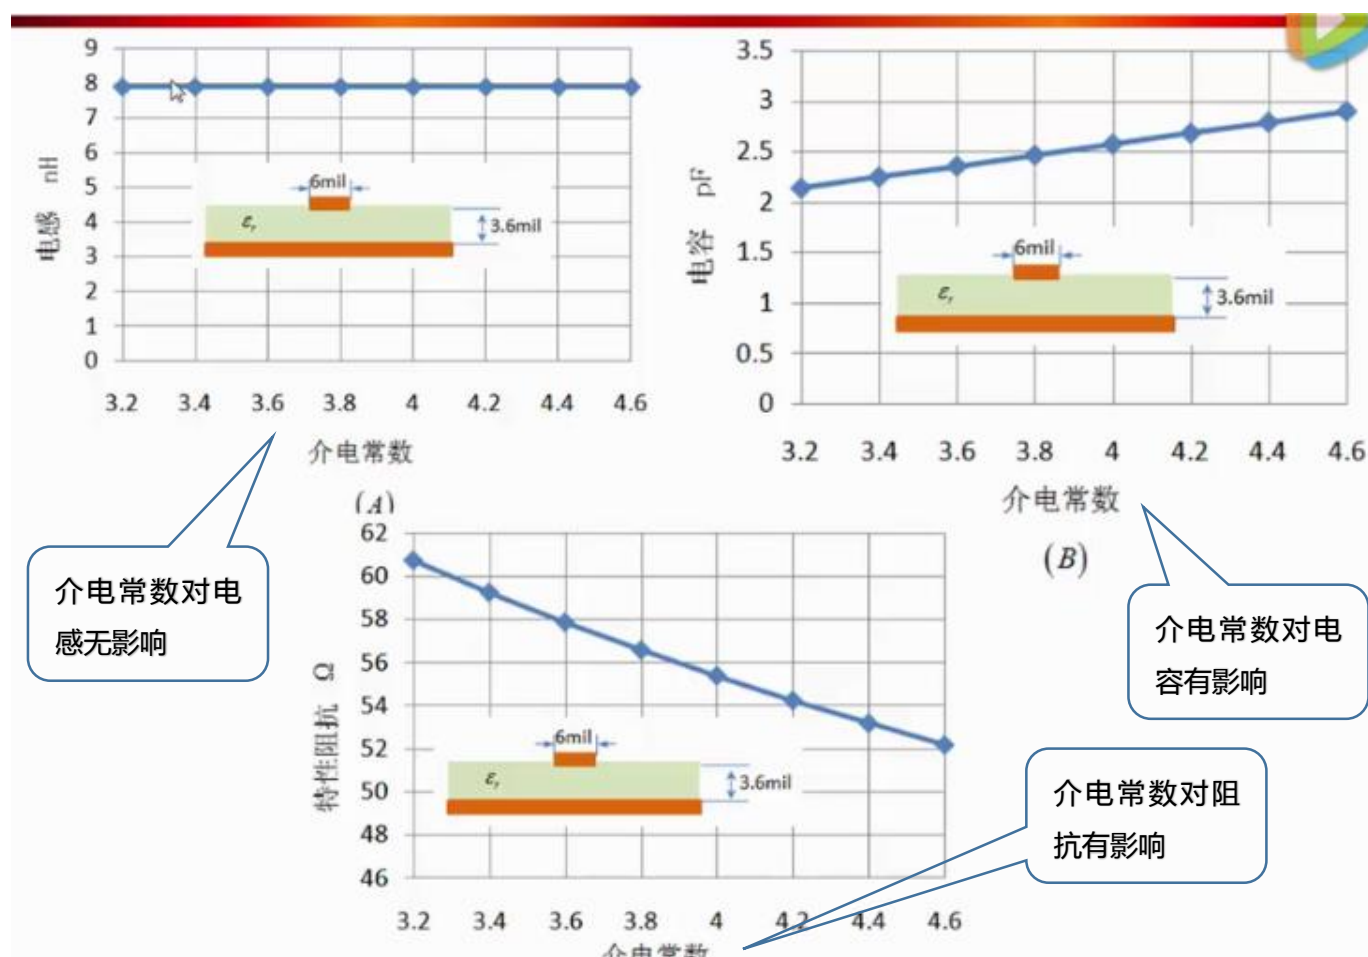 9
8
7
6
5
4
3
2
1
0
电感 nH
6mil
εr
3.6mil
3.2 3.4 3.6 3.8 4 4.2 4.4 4.6
介电常数
(A)
3.5
3
2.5
2
1.5
1
0.5
0
电容 pF
6mil
εr
3.6mil
3.2 3.4 3.6 3.8 4 4.2 4.4 4.6
介电常数
(B)
介电常数对电
感无影响
介电常数对电
容有影响
62
60
58
56
54
52
50
48
46
特性阻抗 Ω
6mil
εr
3.6mil
3.2 3.4 3.6 3.8 4 4.2 4.4 4.6
介电常数
介电常数对阻
抗有影响